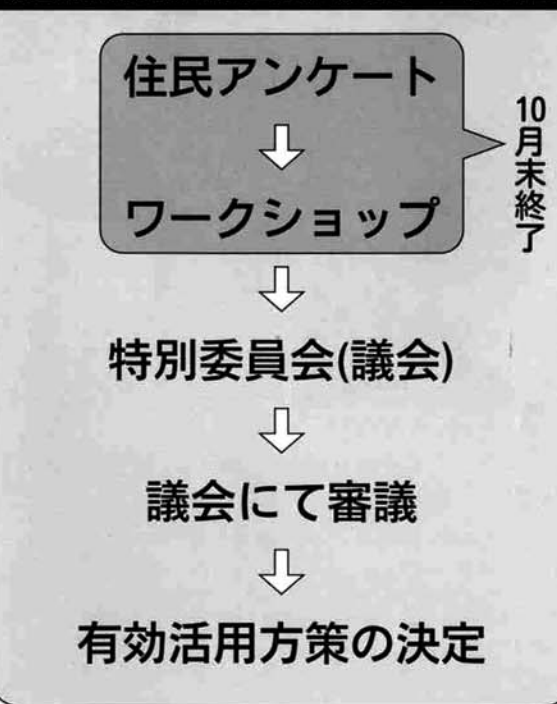 住民アンケート
⇩
ワークショップ
10月末終了
⇩
特別委員会(議会)
⇩
議会にて審議
⇩
有効活用方策の決定